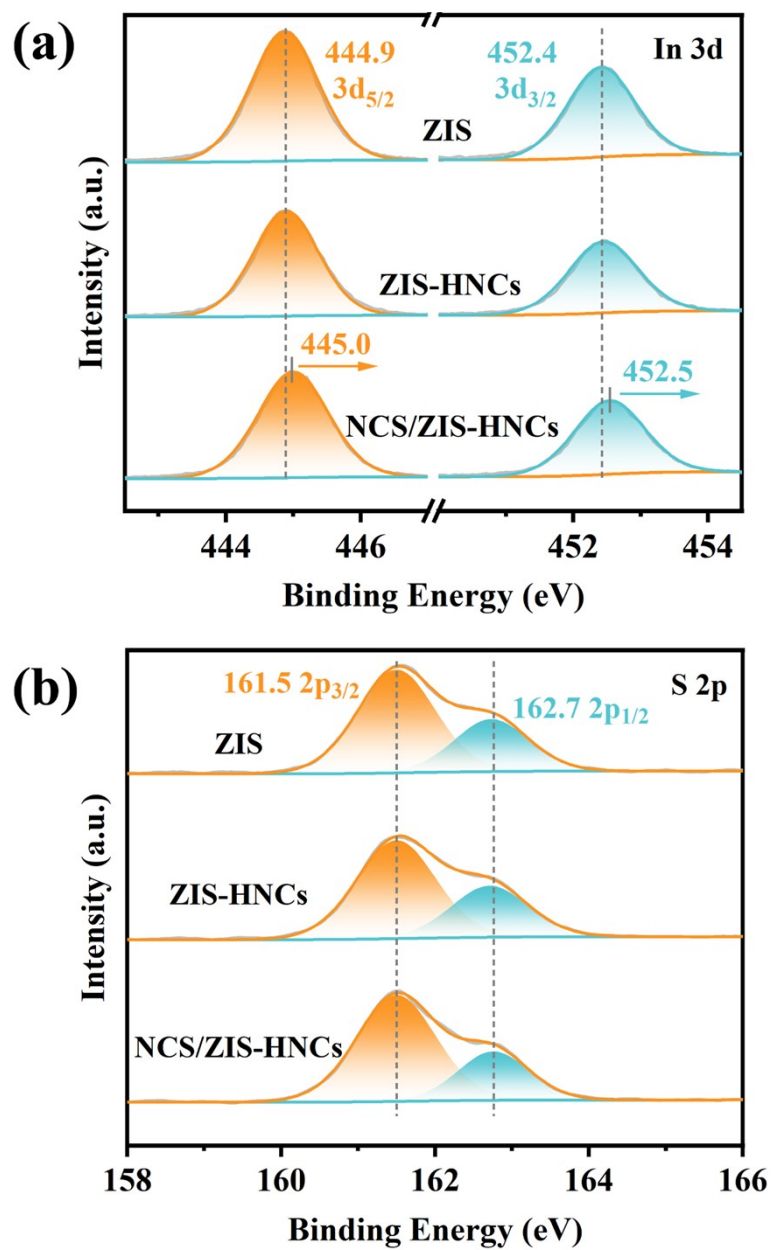 (a)
In 3d
444.9
3d5/2
452.4
3d3/2
ZIS
ZIS-HNCs
445.0
452.5
NCS/ZIS-HNCs
Intensity (a.u.)
444 446 452 454
Binding Energy (eV)
(b)
S 2p
161.5 2p3/2
162.7 2p1/2
ZIS
ZIS-HNCs
NCS/ZIS-HNCs
Intensity (a.u.)
158 160 162 164 166
Binding Energy (eV)